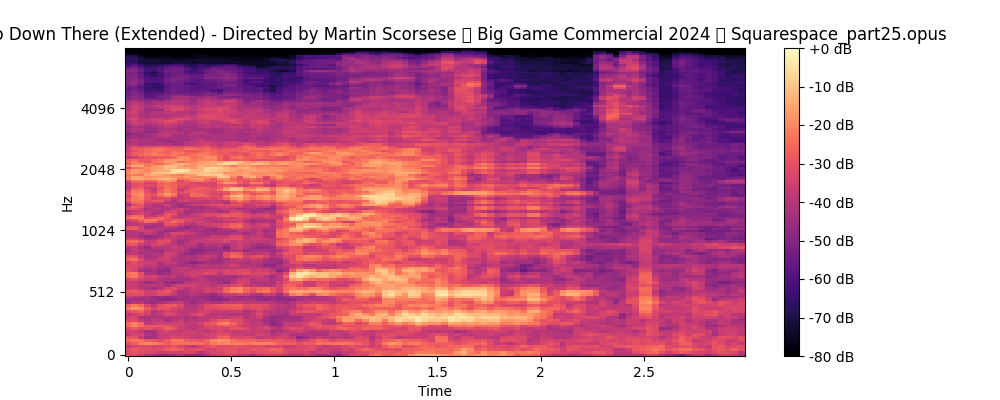 Down There (Extended) - Directed by Martin Scorsese ▯ Big Game Commercial 2024 ▯ Squarespace_part25.opus
+0 dB
4096
2048
1024
512
0
Hz
0
0.5
1
1.5
2
2.5
Time
-10 dB
-20 dB
-30 dB
-40 dB
-50 dB
-60 dB
-70 dB
-80 dB